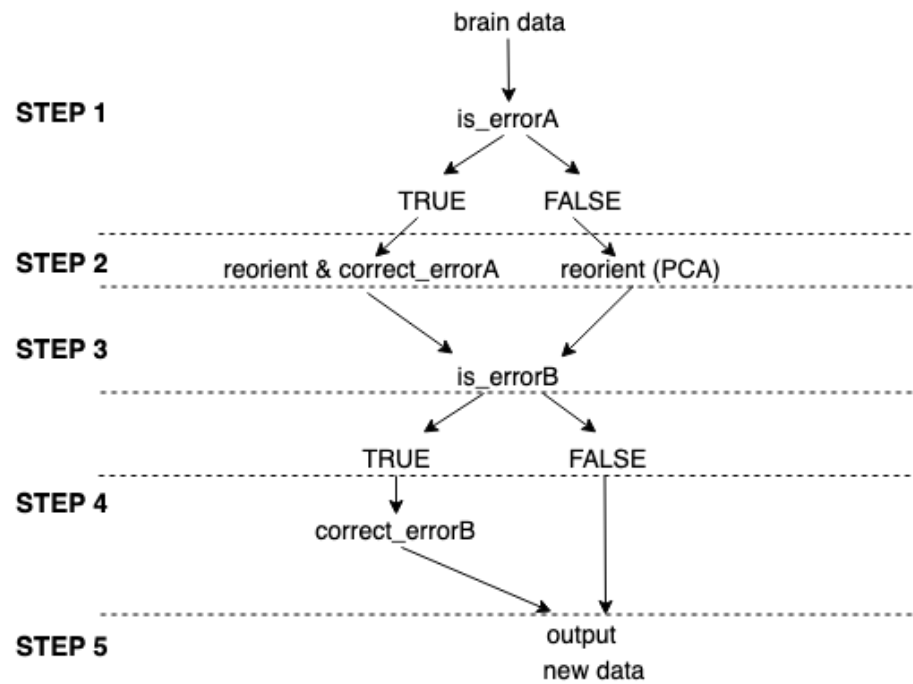 brain data
STEP 1
is_errorA
TRUE FALSE
STEP 2
reorient & correct_errorA reorient (PCA)
STEP 3
is_errorB
TRUE FALSE
STEP 4
correct_errorB
output
STEP 5
new data